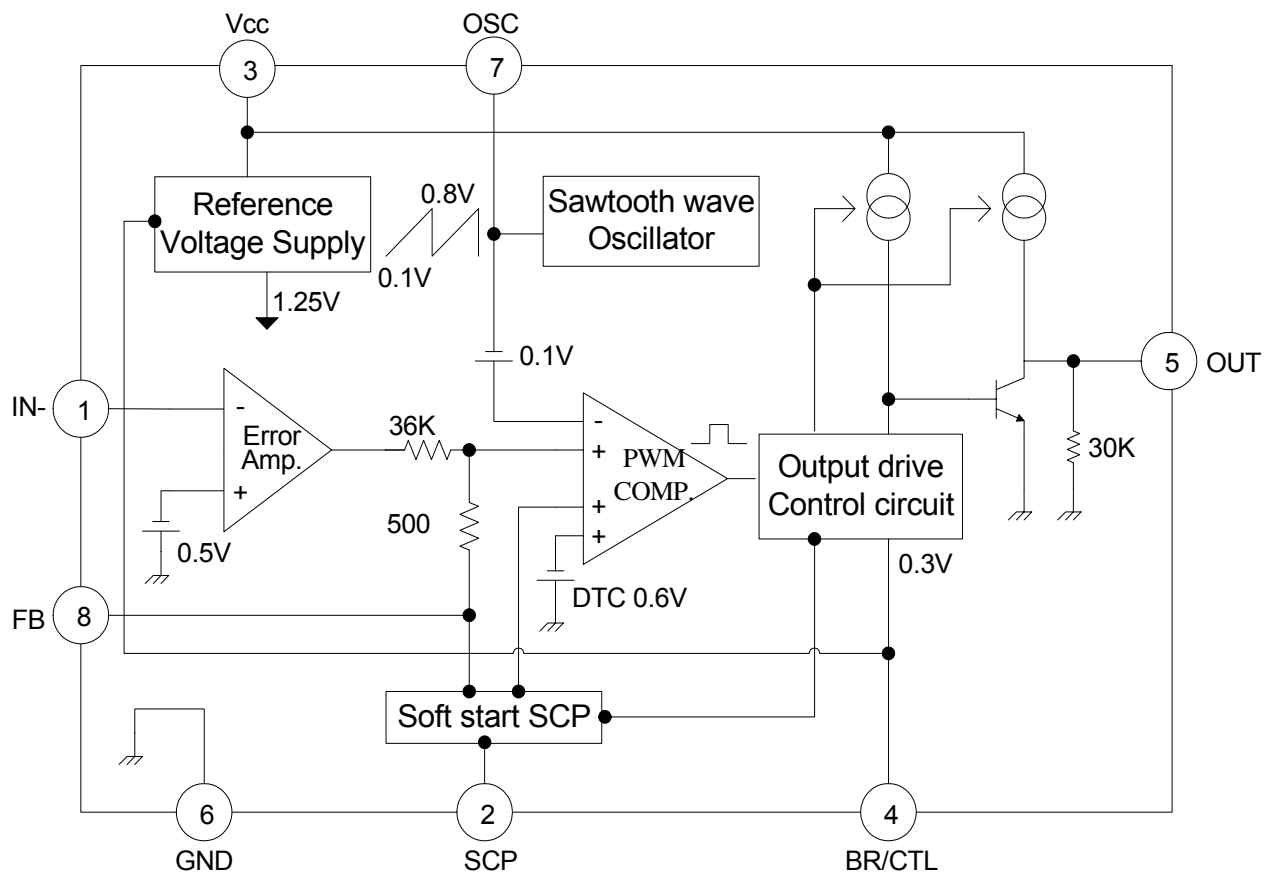 Vcc
OSC
3
7
Reference
Voltage Supply
0.8V
0.1V
Sawtooth wave
Oscillator
1.25V
0.1V
5
OUT
IN-
1
-
Error
Amp.
+
0.5V
36K
500
-
+
PWM
COMP.
+
+
DTC 0.6V
Output drive
Control circuit
30K
0.3V
FB
8
Soft start SCP
6
2
4
GND
SCP
BR/CTL